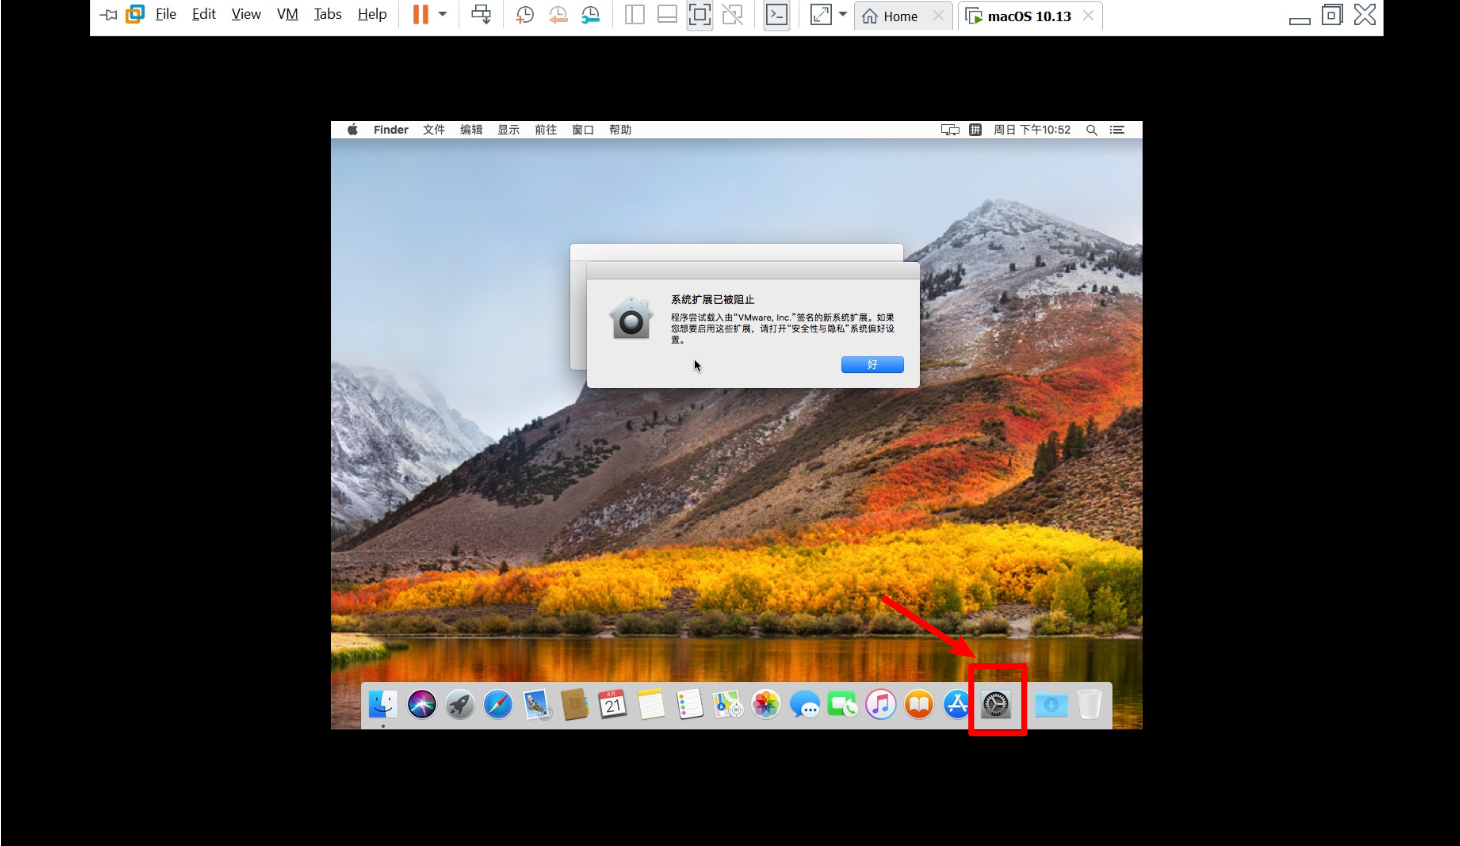 File Edit View VM Tabs Help Home macOS 10.13
Finder 文件 编辑 显示 前往 窗口 帮助 拼 周日 下午10:52
系统扩展已被阻止
程序尝试载入由“VMware, Inc.”签名的新系统扩展。如果
您想要启用这些扩展，请打开“安全性与隐私”系统偏好设
置。
好
4月
21